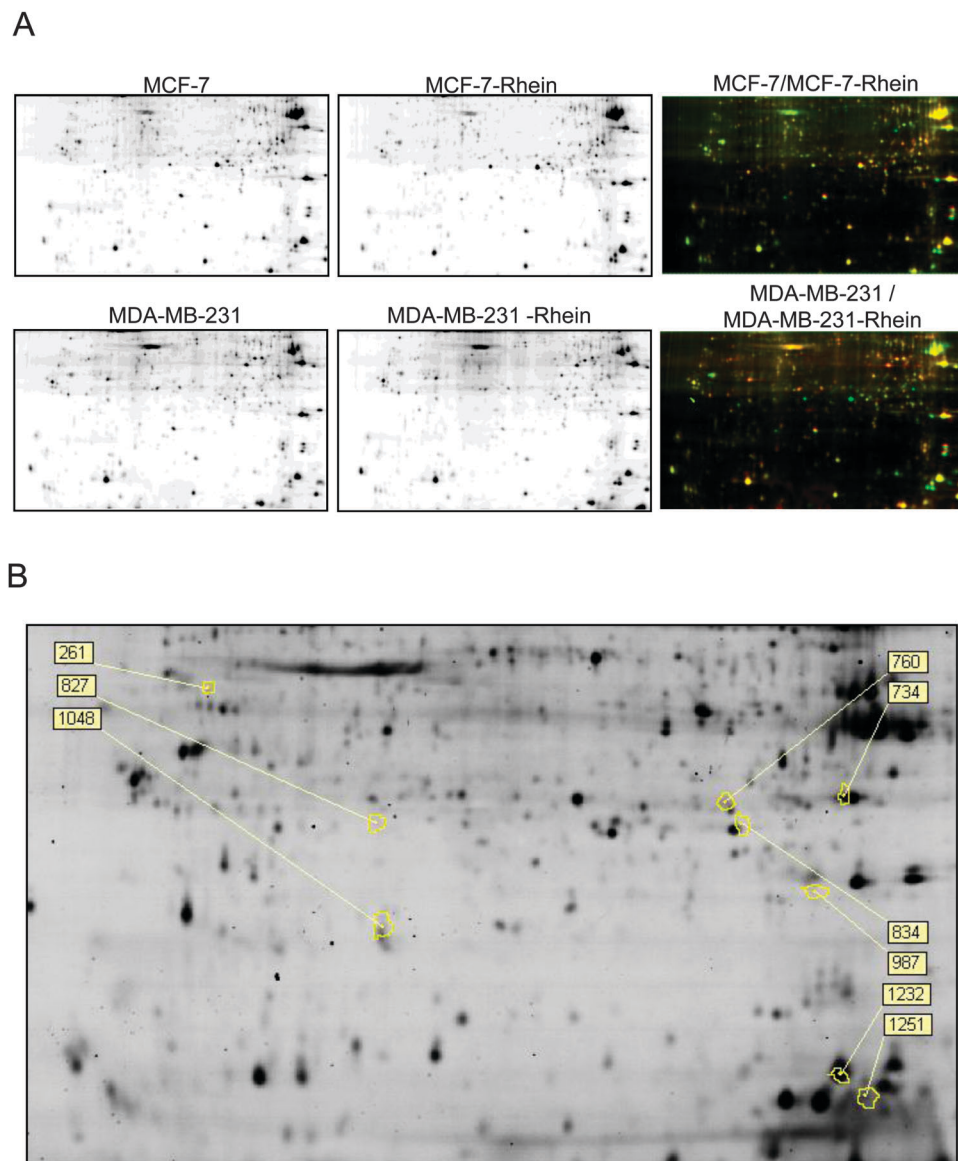 A
MCF-7
MCF-7-Rhein
MCF-7/MCF-7-Rhein
MDA-MB-231
MDA-MB-231 -Rhein
MDA-MB-231 /
MDA-MB-231-Rhein
B
261
827
1048
760
734
834
987
1232
1251